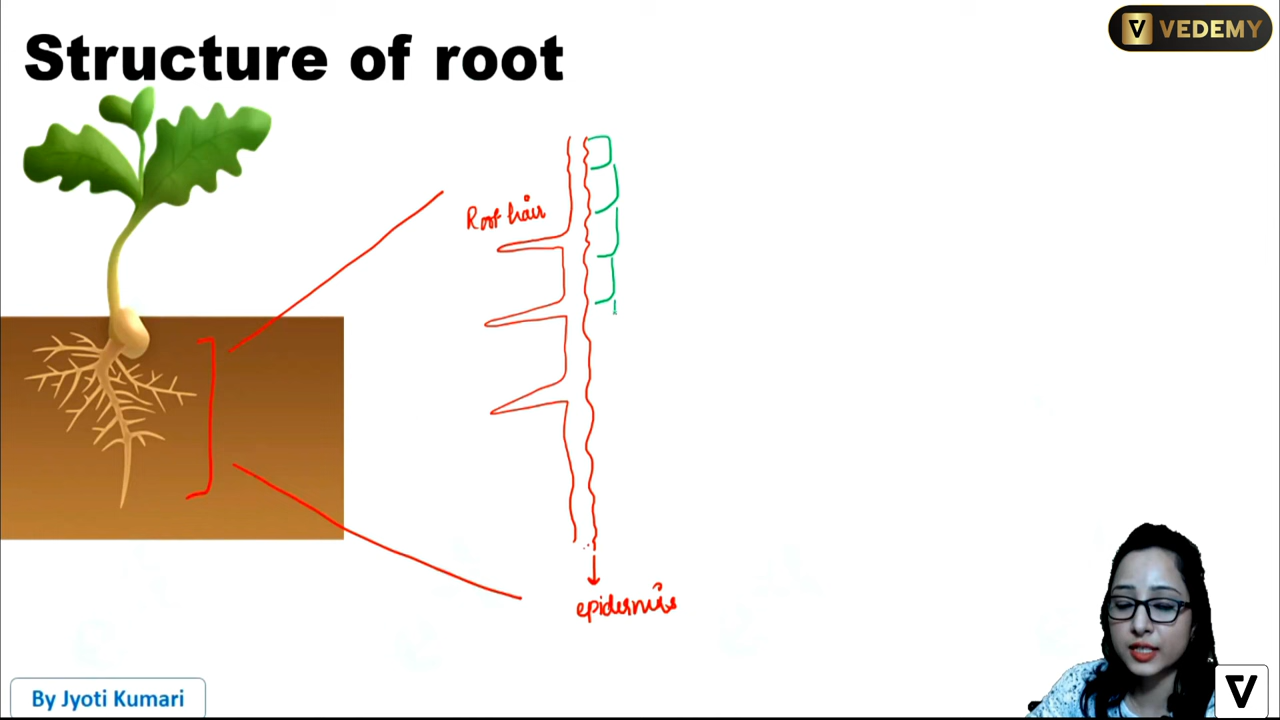 Structure of root
VEDEMY
Root hair
epidermis
By Jyoti Kumari